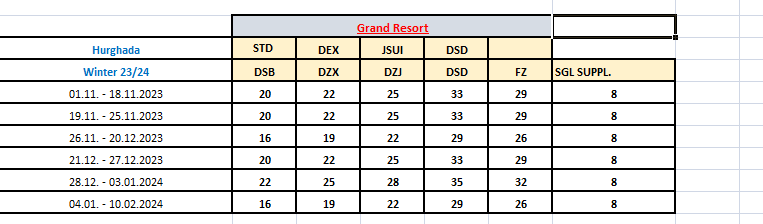 Grand Resort
Hurghada STD DEX JSUI DSD
Winter 23/24 DSB DZX DZJ DSD FZ SGL SUPPL.
01.11. - 18.11.2023 20 22 25 33 29 8
19.11. - 25.11.2023 20 22 25 33 29 8
26.11. - 20.12.2023 16 19 22 29 26 8
21.12. - 27.12.2023 20 22 25 33 29 8
28.12. - 03.01.2024 22 25 28 35 32 8
04.01. - 10.02.2024 16 19 22 29 26 8